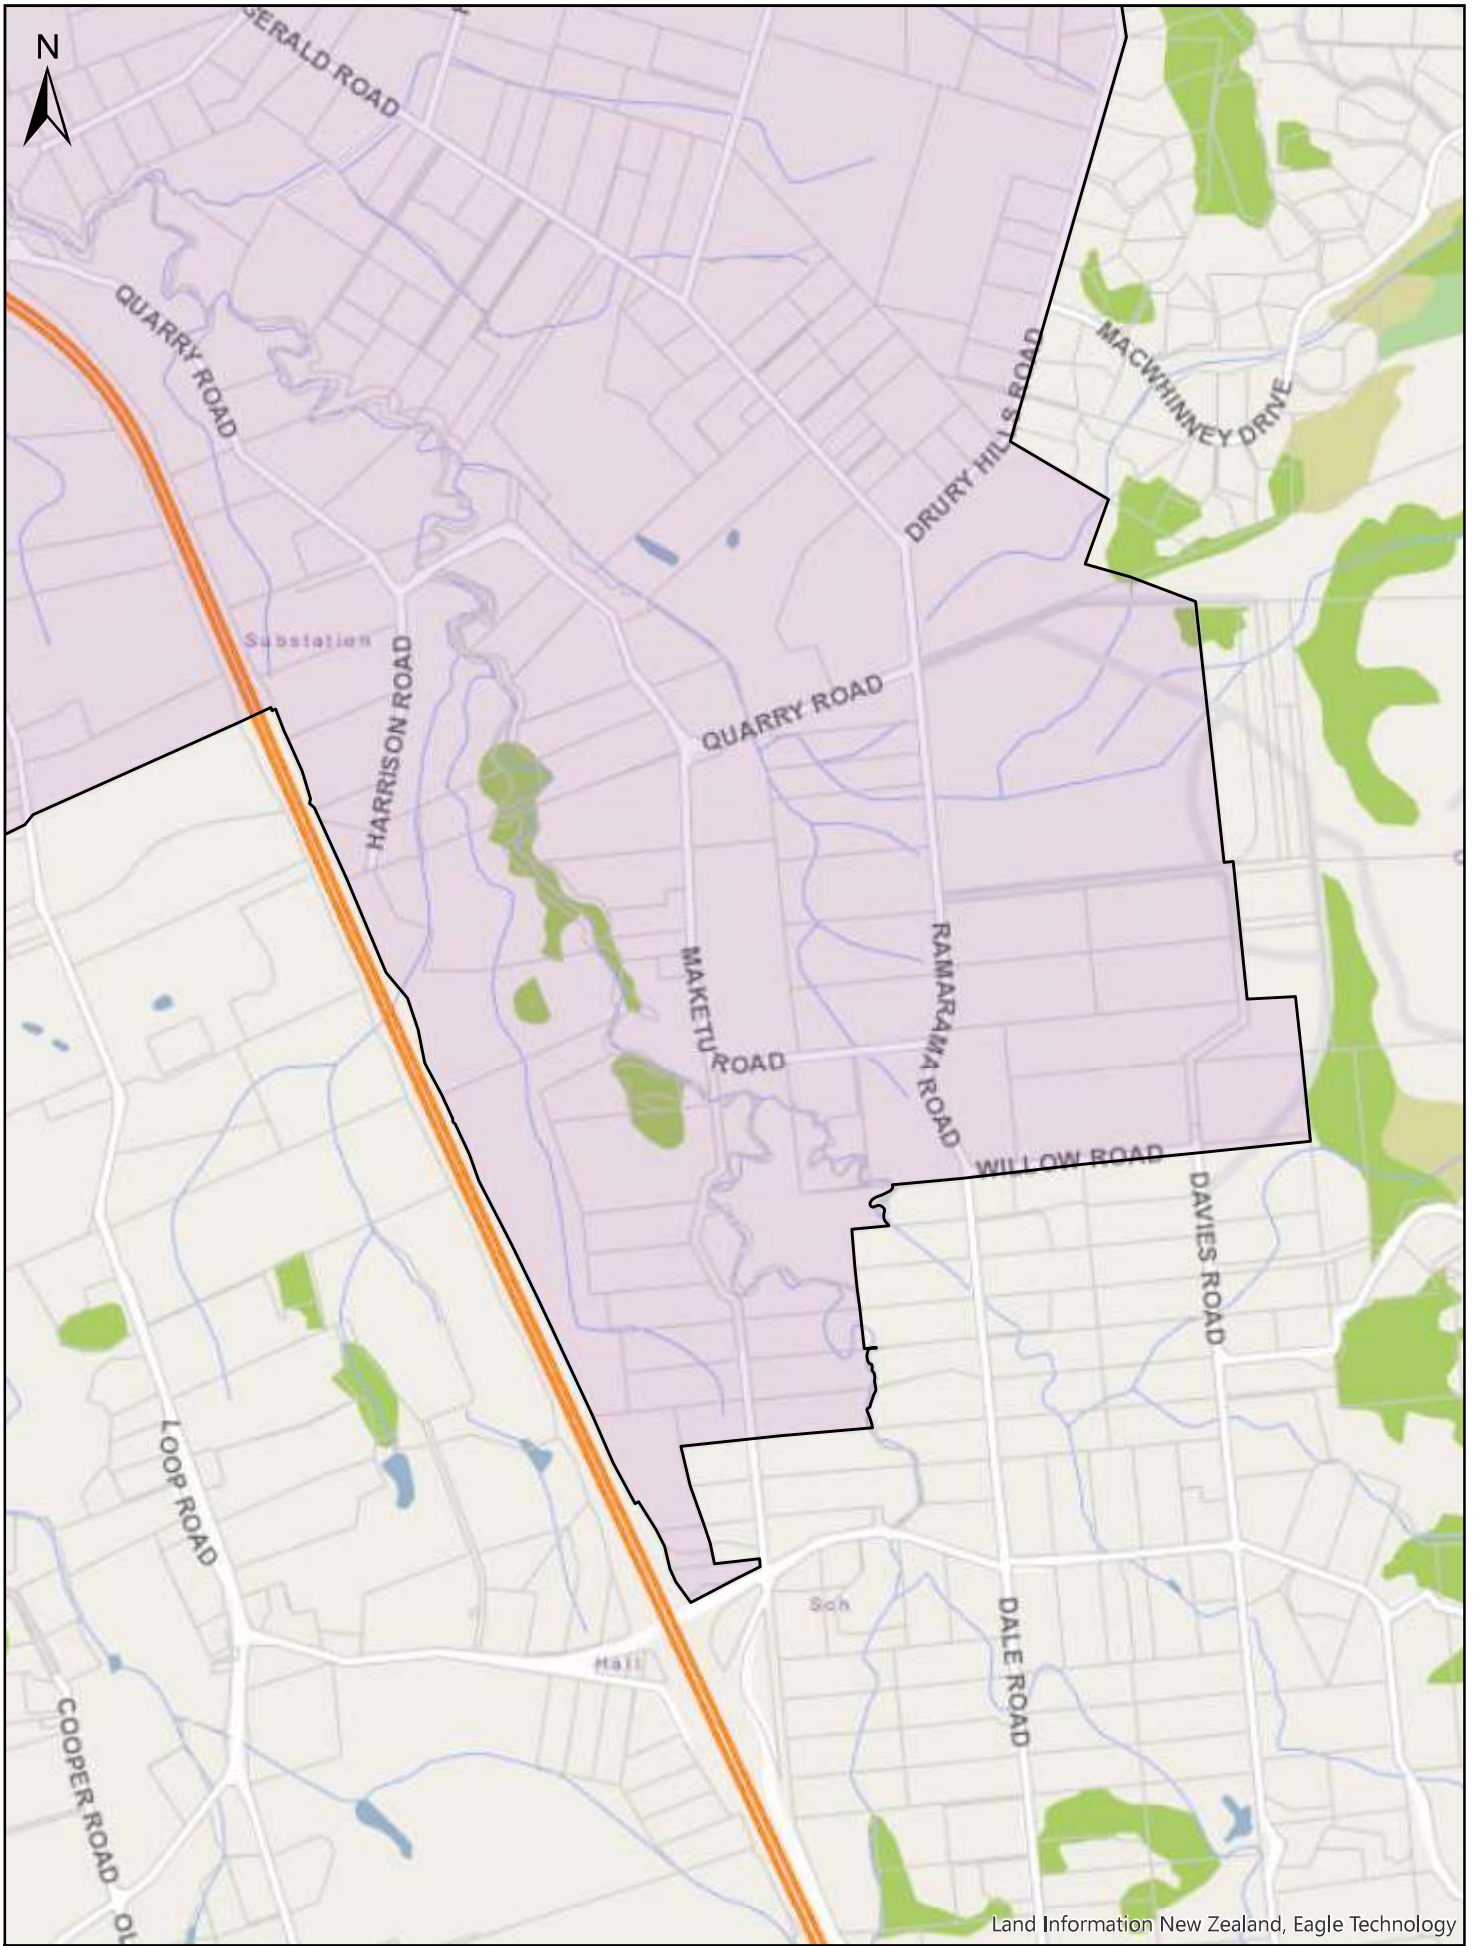 N
GERALD ROAD
QUARRY ROAD
MACWHINNEY DRIVE
DRURY HILLS ROAD
Substation
HARRISON ROAD
QUARRY ROAD
MAKETU
ROAD
RAMARAMA ROAD
WILLOW ROAD
DAVIES ROAD
LOOP ROAD
Sch
Hall
DALE ROAD
COOPER ROAD
OL
Land Information New Zealand, Eagle Technology